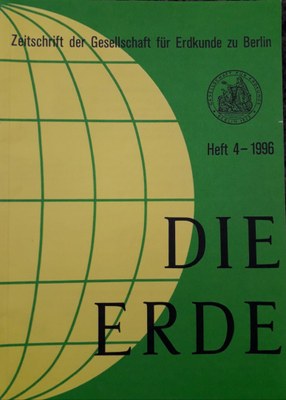 Zeitschrift der Gesellschaft für Erdkunde zu Berlin
Heft 4–1996
DIE
ERDE